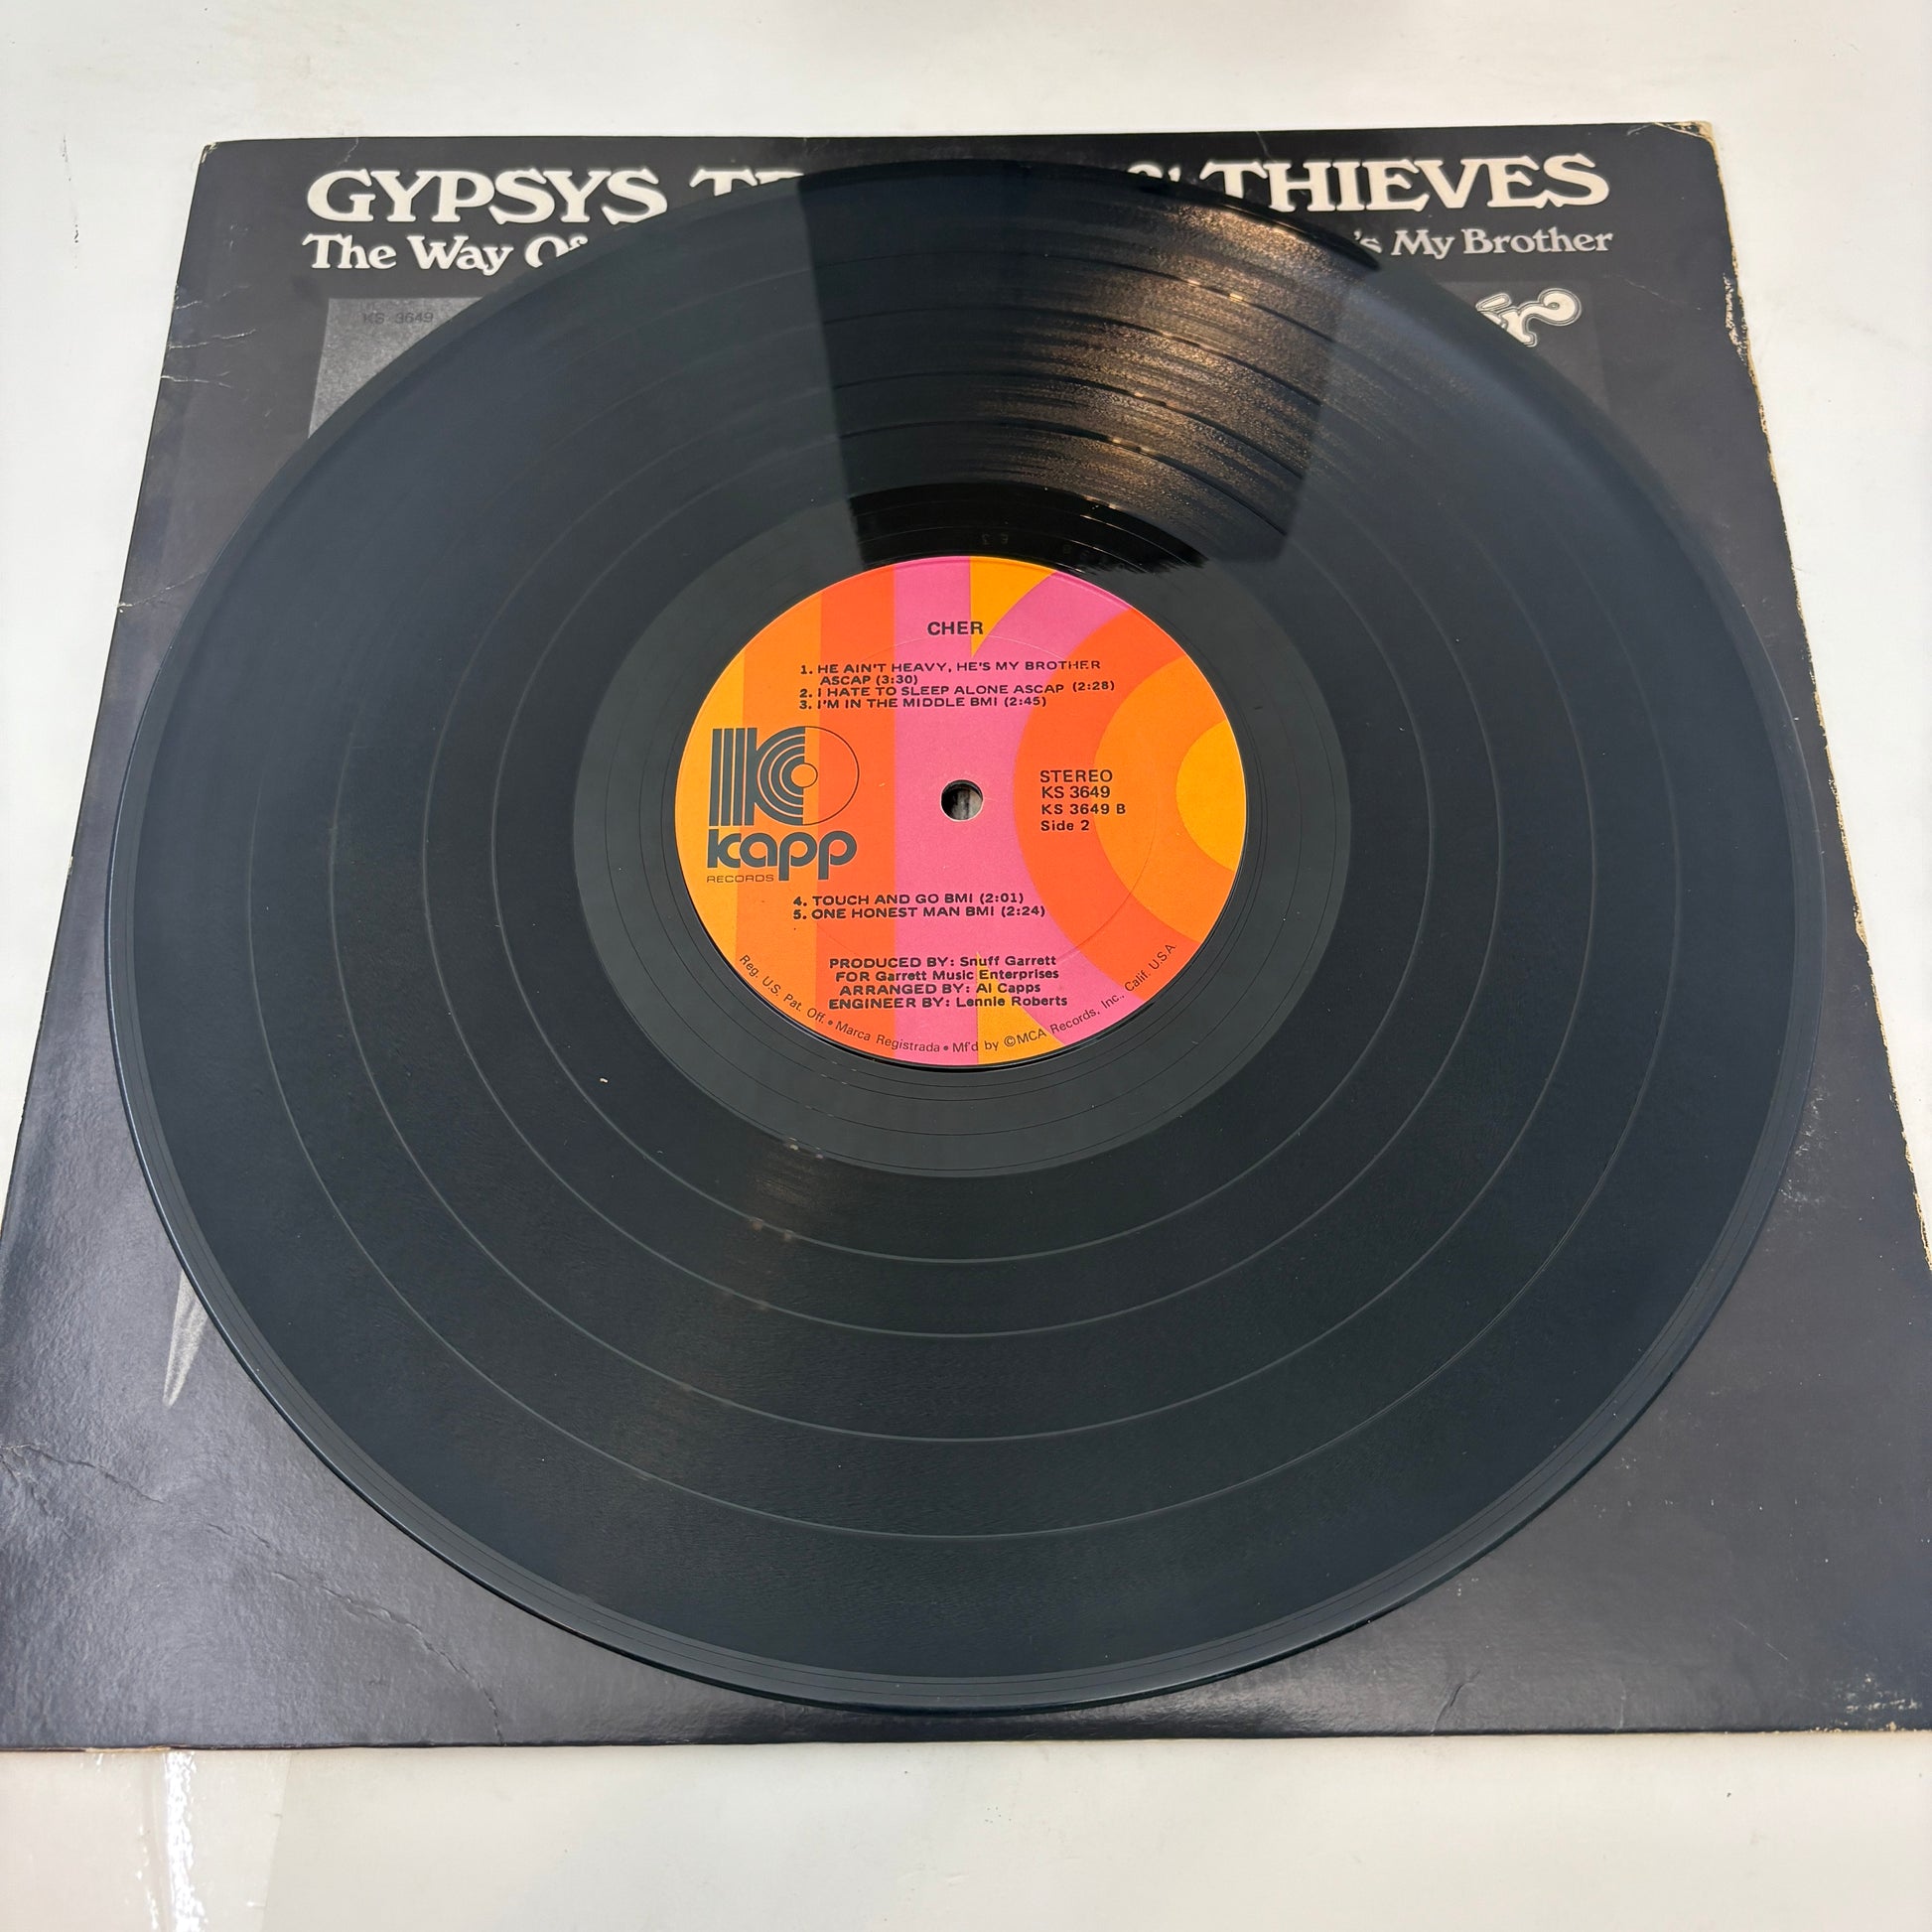 GYPSYS & THIEVES
The Way Of 's My Brother
KS 3649
CHER
1. HE AIN'T HEAVY, HE'S MY BROTHER
ASCAP (3:30)
2. I HATE TO SLEEP ALONE ASCAP (2:28)
3. I'M IN THE MIDDLE BMI (2:45)
kapp
RECORDS
STEREO
KS 3649
KS 3649 B
Side 2
4. TOUCH AND GO BMI (2:01)
5. ONE HONEST MAN BMI (2:24)
PRODUCED BY: Snuff Garrett
FOR Garrett Music Enterprises
ARRANGED BY: Al Capps
ENGINEER BY: Lennie Roberts
Reg. U.S. Pat. Off. • Marca Registrada • Mf'd by ©MCA Records, Inc., Calif. U.S.A